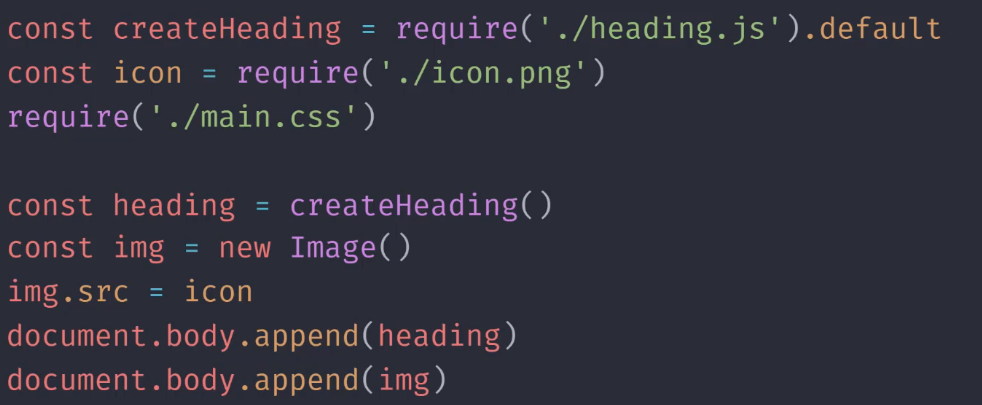 const createHeading = require('./heading.js').default
const icon = require('./icon.png')
require('./main.css')
const heading = createHeading()
const img = new Image()
img.src = icon
document.body.append(heading)
document.body.append(img)